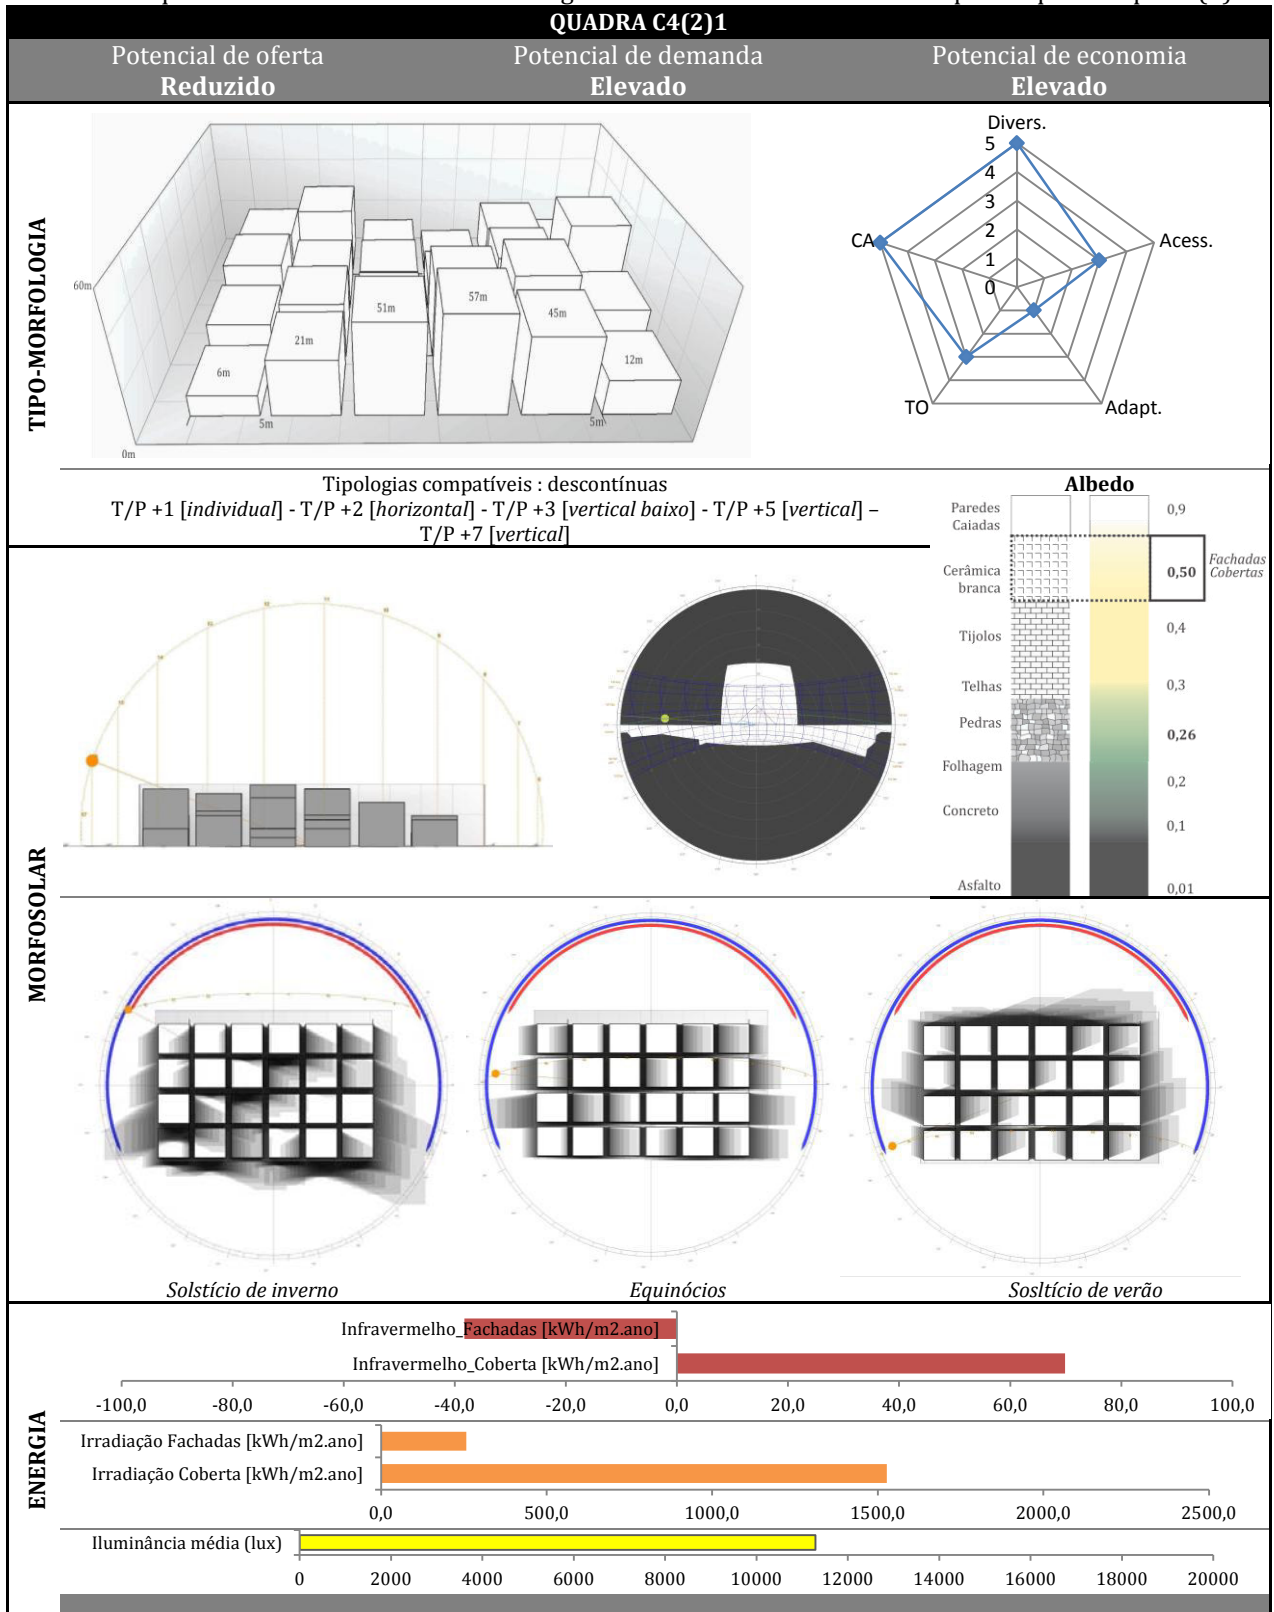 QUADRA C4(2)1
Potencial de oferta
Reduzido
Potencial de demanda
Elevado
Potencial de economia
Elevado
TIPO-MORFOLOGIA
60m
0m
6m
21m
51m
57m
45m
12m
5m
5m
Divers.
5
4
3
2
1
0
CA
Acess.
TO
Adapt.
Tipologias compatíveis : descontínuas
T/P +1 [individual] - T/P +2 [horizontal] - T/P +3 [vertical baixo] - T/P +5 [vertical] –
T/P +7 [vertical]
Albedo
Paredes
Caiadas
0,9
Cerâmica
branca
0,50
Fachadas
Cobertas
Tijolos
0,4
Telhas
0,3
Pedras
0,26
Folhagem
0,2
Concreto
0,1
Asfalto
0,01
MORFOSOLAR
Solstício de inverno
Equinócios
Sosltício de verão
ENERGIA
Infravermelho_Fachadas [kWh/m2.ano]
Infravermelho_Coberta [kWh/m2.ano]
-100,0 -80,0 -60,0 -40,0 -20,0 0,0 20,0 40,0 60,0 80,0 100,0
Irradiação Fachadas [kWh/m2.ano]
Irradiação Coberta [kWh/m2.ano]
0,0 500,0 1000,0 1500,0 2000,0 2500,0
Iluminância média (lux)
0 2000 4000 6000 8000 10000 12000 14000 16000 18000 20000